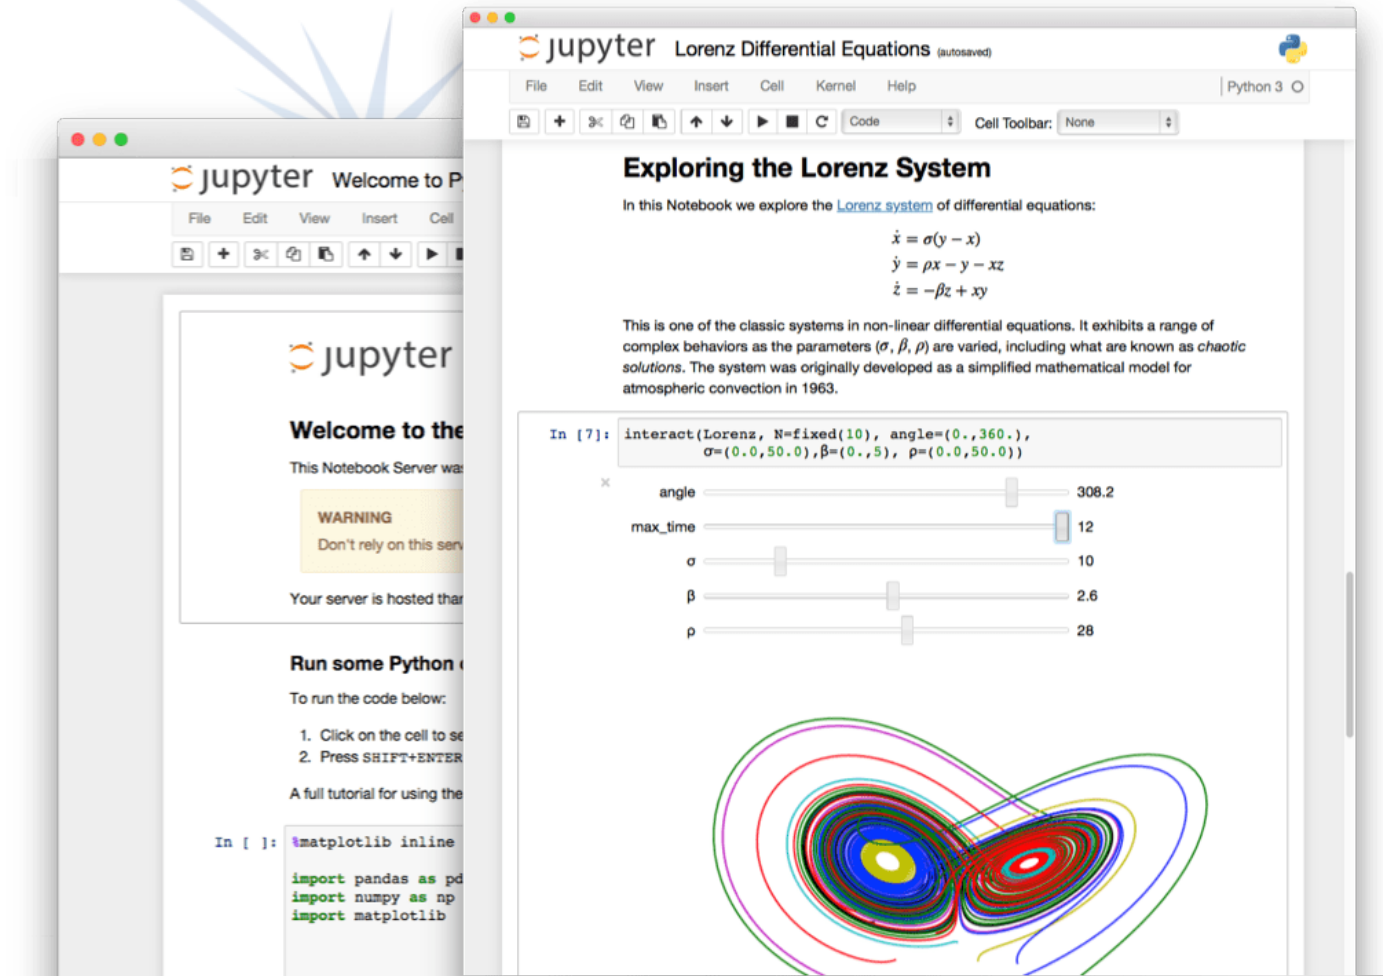 jupyter Lorenz Differential Equations (autosaved)
File Edit View Insert Cell Kernel Help Python 3
Code Cell Toolbar: None
Exploring the Lorenz System
In this Notebook we explore the Lorenz system of differential equations:
ẋ = σ(y − x)
ẏ = ρx − y − xz
ż = −βz + xy
This is one of the classic systems in non-linear differential equations. It exhibits a range of
complex behaviors as the parameters (σ, β, ρ) are varied, including what are known as chaotic
solutions. The system was originally developed as a simplified mathematical model for
atmospheric convection in 1963.
In [7]: interact(Lorenz, N=fixed(10), angle=(0.,360.),
σ=(0.0,50.0),β=(0.,5), ρ=(0.0,50.0))
angle 308.2
max_time 12
σ 10
β 2.6
ρ 28
jupyter Welcome to P
File Edit View Insert Cell
jupyter
Welcome to the
This Notebook Server was
WARNING
Don't rely on this serv
Your server is hosted than
Run some Python
To run the code below:
1. Click on the cell to se
2. Press SHIFT+ENTER
A full tutorial for using the
In [ ]: %matplotlib inline
import pandas as pd
import numpy as np
import matplotlib